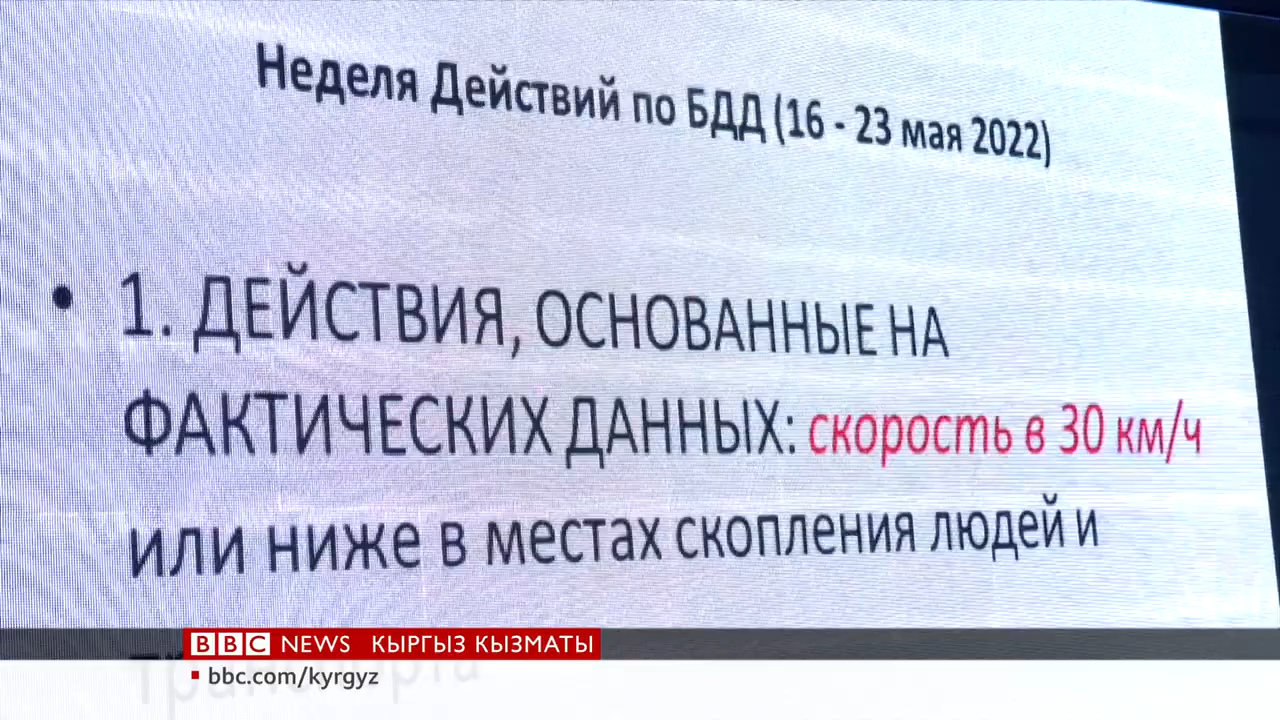 Неделя Действий по БДД (16 - 23 мая 2022)
• 1. ДЕЙСТВИЯ, ОСНОВАННЫЕ НА
ФАКТИЧЕСКИХ ДАННЫХ: скорость в 30 км/ч
или ниже в местах скопления людей и
BBC NEWS КЫРГЫЗ КЫЗМАТЫ
bbc.com/kyrgyz